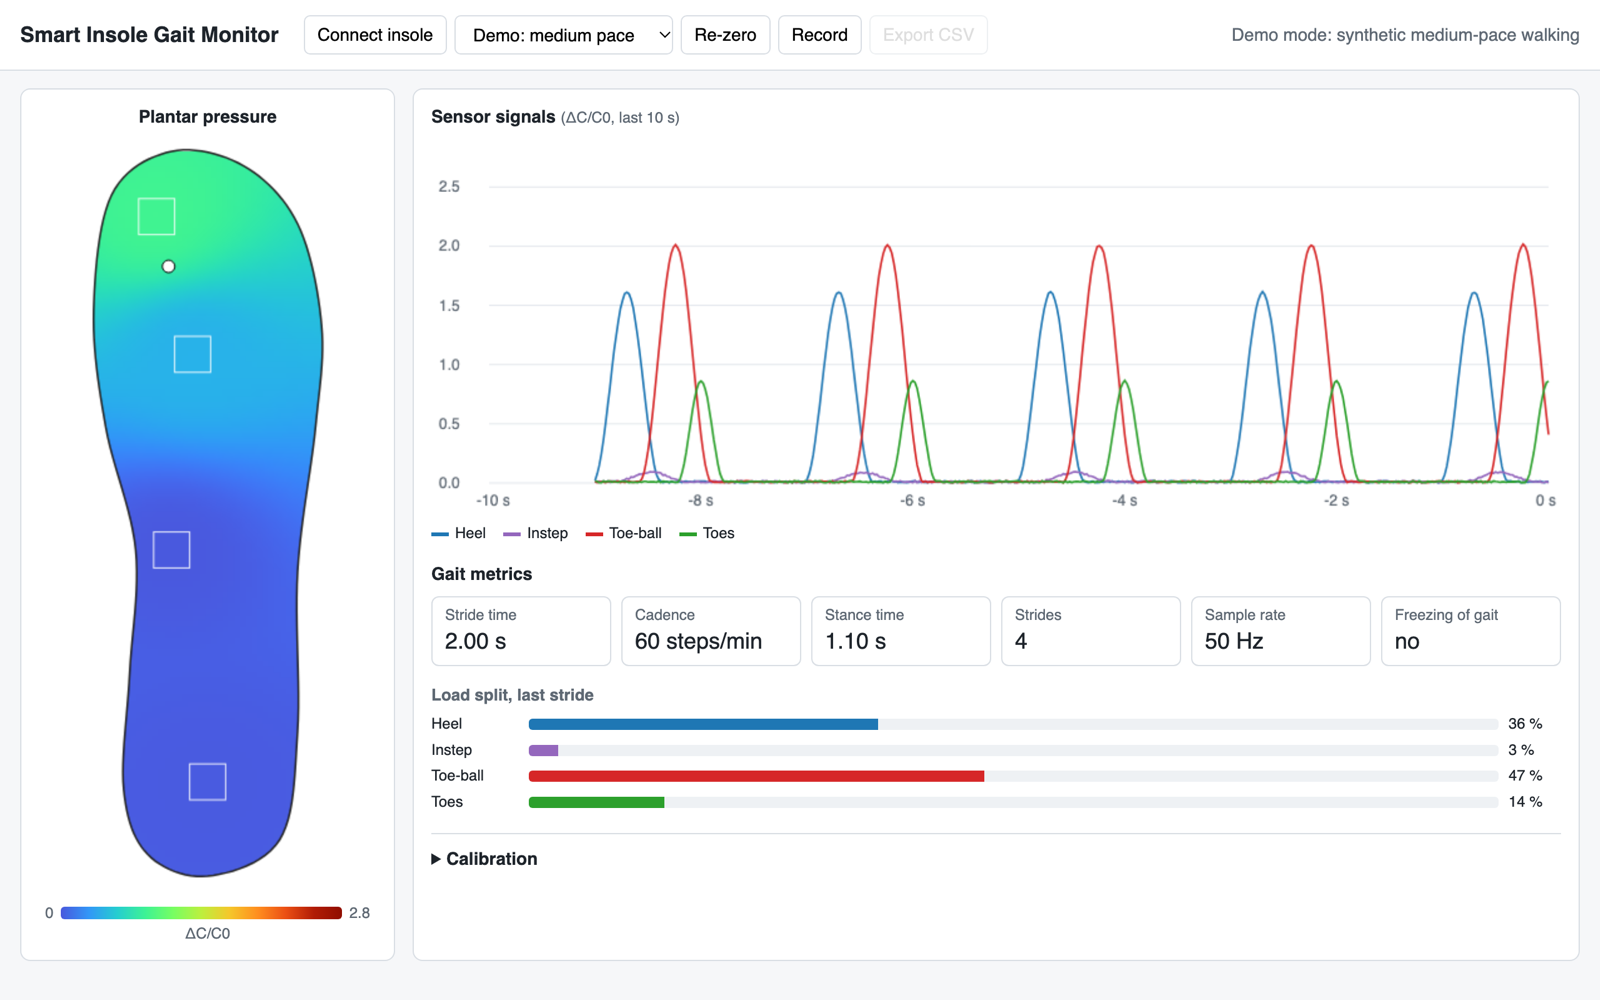 Smart Insole Gait Monitor
Connect insole
Demo: medium pace
Re-zero
Record
Export CSV
Demo mode: synthetic medium-pace walking
Plantar pressure
0
2.8
ΔC/C0
Sensor signals (ΔC/C0, last 10 s)
2.5
2.0
1.5
1.0
0.5
0.0
-10 s
-8 s
-6 s
-4 s
-2 s
0 s
Heel
Instep
Toe-ball
Toes
Gait metrics
Stride time
2.00 s
Cadence
60 steps/min
Stance time
1.10 s
Strides
4
Sample rate
50 Hz
Freezing of gait
no
Load split, last stride
Heel 36 %
Instep 3 %
Toe-ball 47 %
Toes 14 %
Calibration